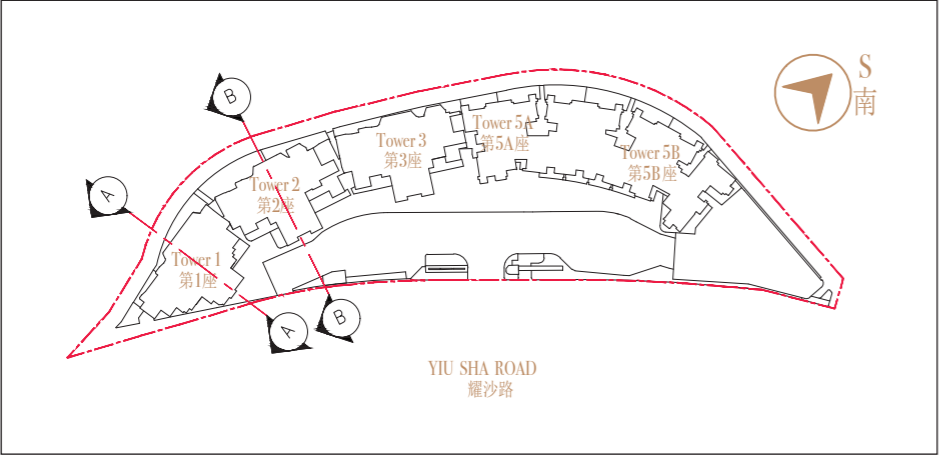 S
南
B
Tower 5A
第5A座
Tower 3
第3座
Tower 5B
第5B座
Tower 2
第2座
A
Tower 1
第1座
B
A
YIU SHA ROAD
耀沙路